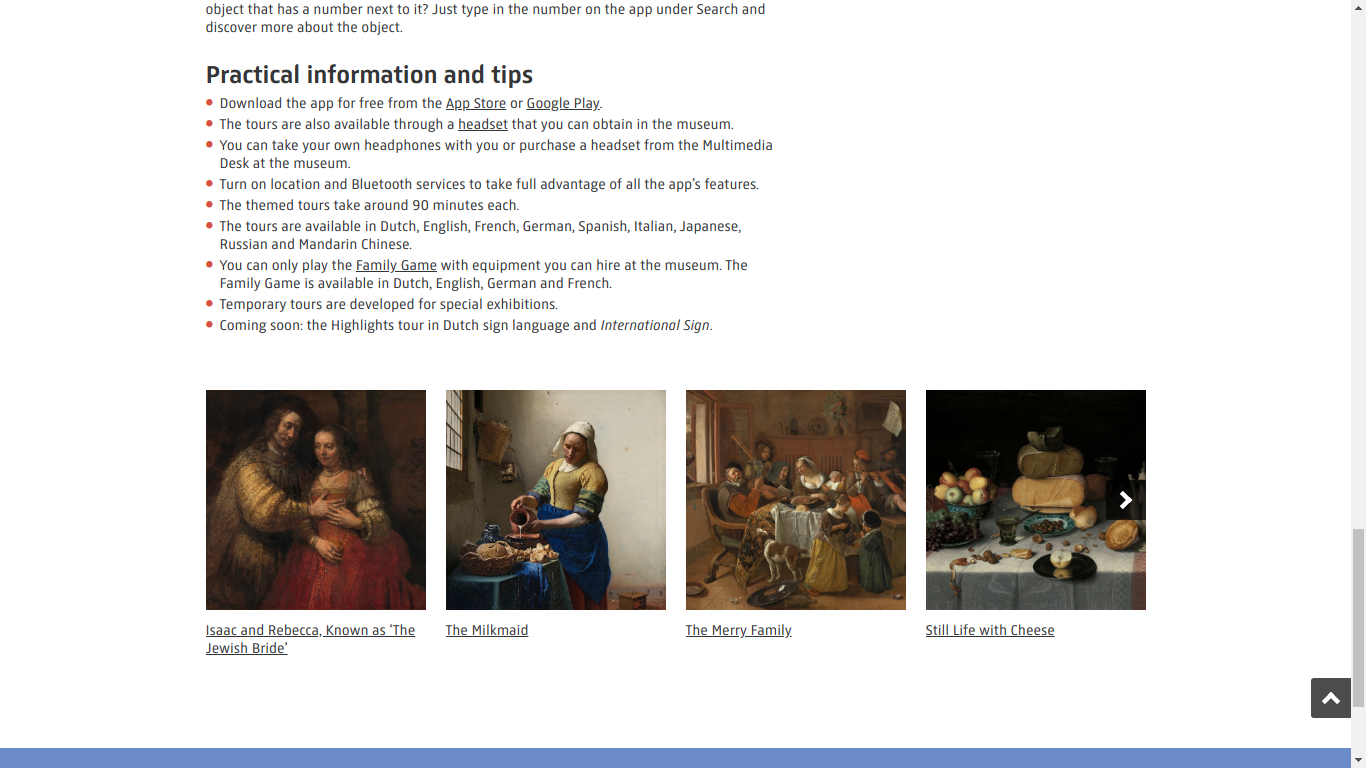 object that has a number next to it? Just type in the number on the app under Search and
discover more about the object.
Practical information and tips
Download the app for free from the App Store or Google Play.
The tours are also available through a headset that you can obtain in the museum.
You can take your own headphones with you or purchase a headset from the Multimedia
Desk at the museum.
Turn on location and Bluetooth services to take full advantage of all the app’s features.
The themed tours take around 90 minutes each.
The tours are available in Dutch, English, French, German, Spanish, Italian, Japanese,
Russian and Mandarin Chinese.
You can only play the Family Game with equipment you can hire at the museum. The
Family Game is available in Dutch, English, German and French.
Temporary tours are developed for special exhibitions.
Coming soon: the Highlights tour in Dutch sign language and International Sign.
Isaac and Rebecca, Known as ‘The
Jewish Bride’
The Milkmaid
The Merry Family
Still Life with Cheese